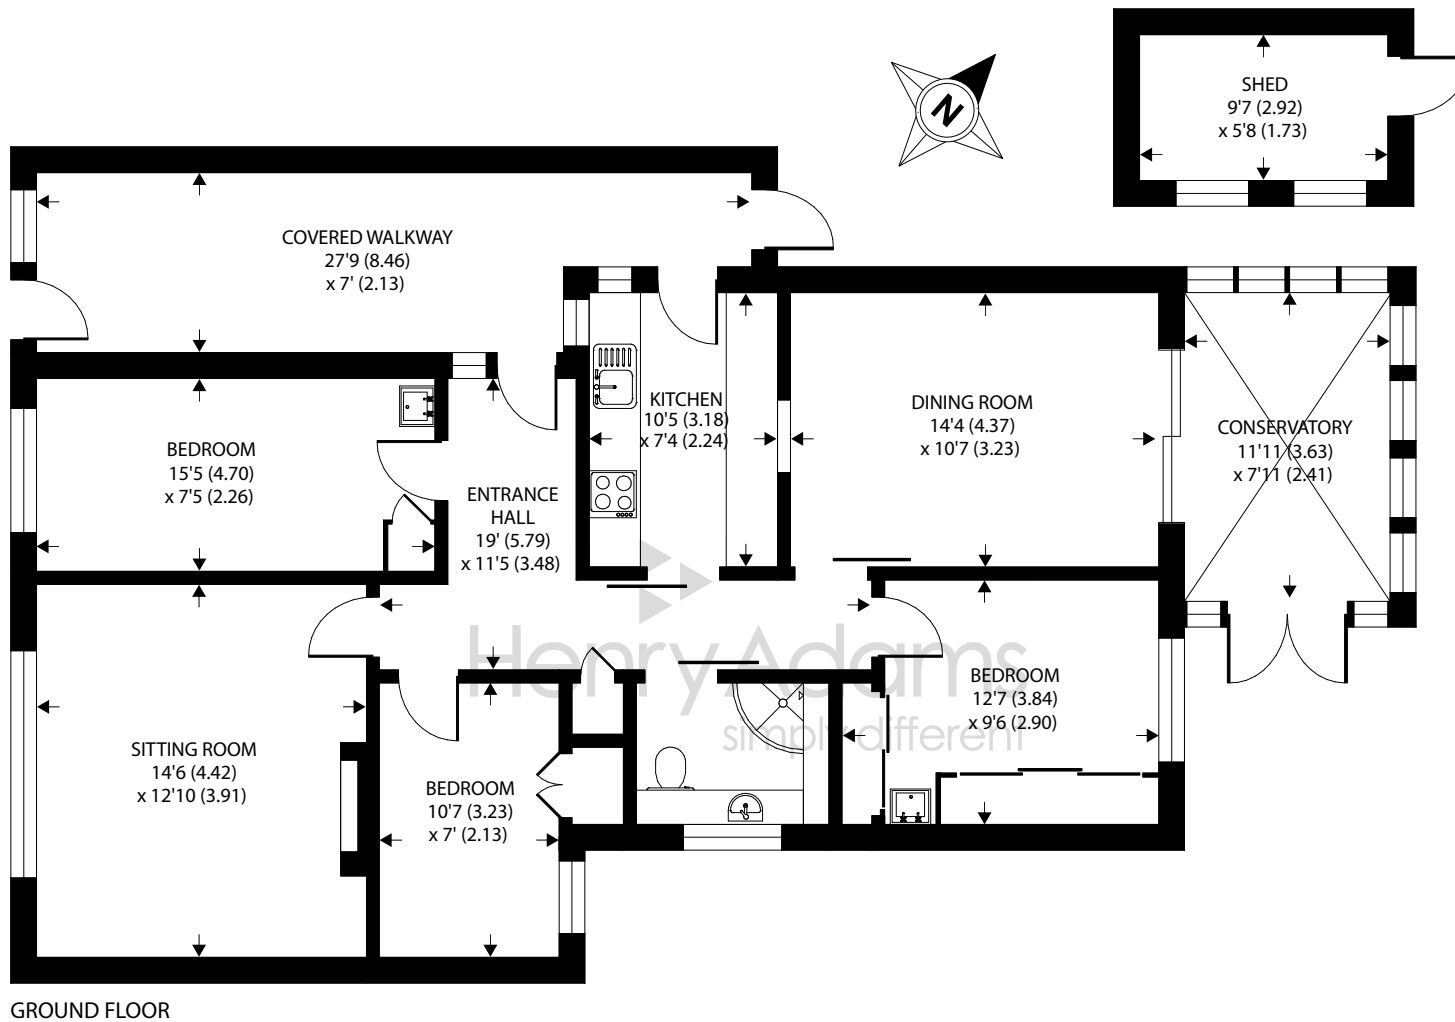 SHED
9'7 (2.92)
x 5'8 (1.73)
N
COVERED WALKWAY
27'9 (8.46)
x 7' (2.13)
KITCHEN
10'5 (3.18)
x 7'4 (2.24)
DINING ROOM
14'4 (4.37)
x 10'7 (3.23)
CONSERVATORY
11'11 (3.63)
x 7'11 (2.41)
BEDROOM
15'5 (4.70)
x 7'5 (2.26)
ENTRANCE
HALL
19' (5.79)
x 11'5 (3.48)
Henry Adams
simply different
BEDROOM
12'7 (3.84)
x 9'6 (2.90)
SITTING ROOM
14'6 (4.42)
x 12'10 (3.91)
BEDROOM
10'7 (3.23)
x 7' (2.13)
GROUND FLOOR